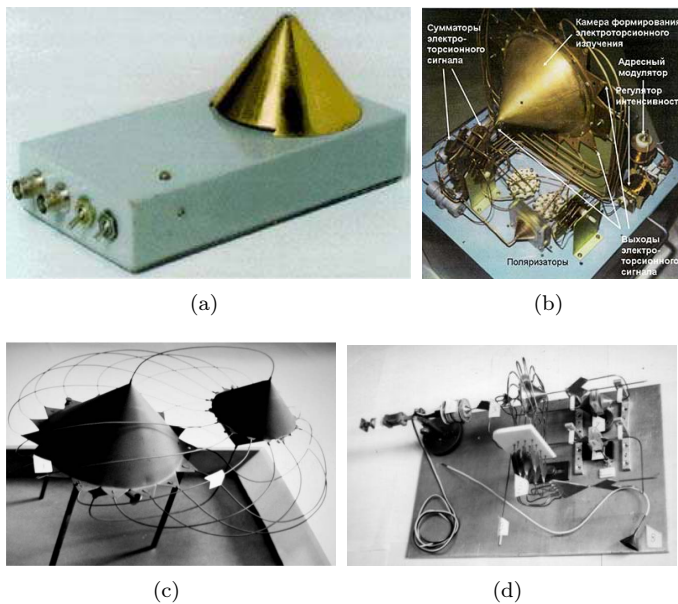 Сумматоры
электро-
торсионного
сигнала
Камера формирования
электроторсионного
излучения
Адресный
модулятор
Регулятор
интенсивност
Поляризаторы
Выходы
электро-
торсионного
сигнала
(a)
(b)
(c)
(d)